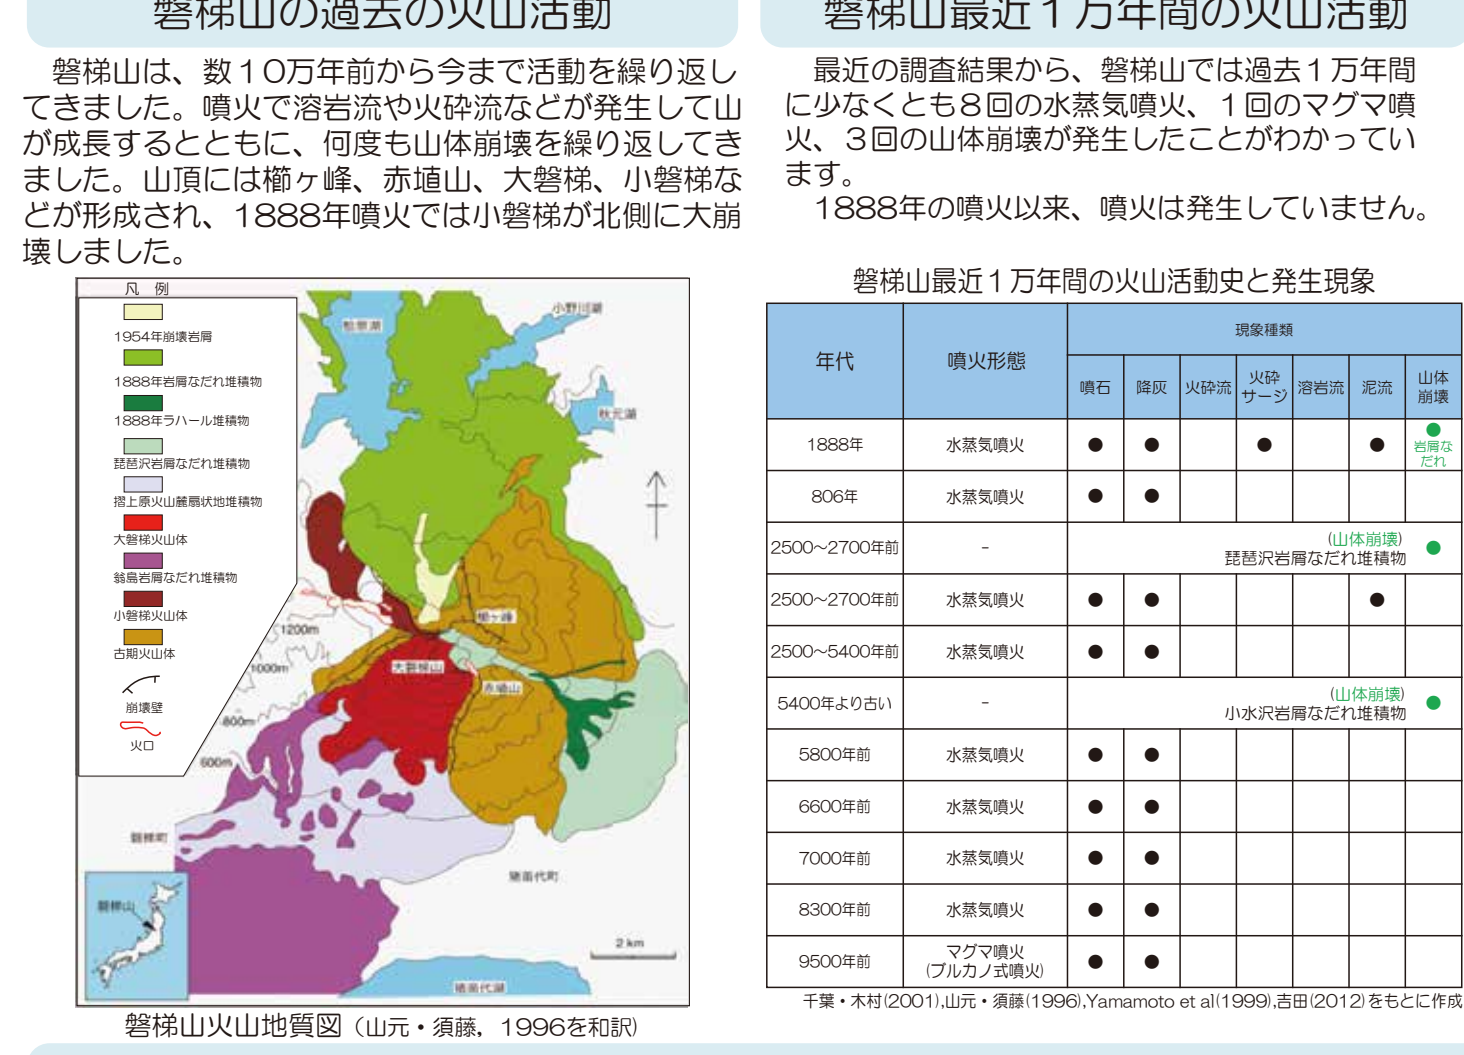 磐梯山の過去の火山活動
磐梯山は、数１０万年前から今まで活動を繰り返し
てきました。噴火で溶岩流や火砕流などが発生して山
が成長するとともに、何度も山体崩壊を繰り返してき
ました。山頂には櫛ヶ峰、赤埴山、大磐梯、小磐梯な
どが形成され、1888年噴火では小磐梯が北側に大崩
壊しました。
凡 例
1954年崩壊岩屑
1888年岩屑なだれ堆積物
1888年ラハール堆積物
琵琶沢岩屑なだれ堆積物
摺上原火山麓扇状地堆積物
大磐梯火山体
翁島岩屑なだれ堆積物
小磐梯火山体
古期火山体
崩壊壁
火口
桧原湖
小野川湖
秋元湖
櫛ヶ峰
大磐梯山
赤埴山
1200m
1000m
800m
600m
磐梯町
猪苗代町
磐梯山
猪苗代湖
2 km
磐梯山火山地質図（山元・須藤，1996を和訳）
磐梯山最近１万年間の火山活動
最近の調査結果から、磐梯山では過去１万年間
に少なくとも８回の水蒸気噴火、１回のマグマ噴
火、３回の山体崩壊が発生したことがわかってい
ます。
1888年の噴火以来、噴火は発生していません。
磐梯山最近１万年間の火山活動史と発生現象
年代 噴火形態 現象種類
噴石 降灰 火砕流 火砕サージ 溶岩流 泥流 山体崩壊
1888年 水蒸気噴火 ● ● ● ● ● 岩屑なだれ
806年 水蒸気噴火 ● ●
2500〜2700年前 − (山体崩壊) 琵琶沢岩屑なだれ堆積物 ●
2500〜2700年前 水蒸気噴火 ● ● ●
2500〜5400年前 水蒸気噴火 ● ●
5400年より古い − (山体崩壊) 小水沢岩屑なだれ堆積物 ●
5800年前 水蒸気噴火 ● ●
6600年前 水蒸気噴火 ● ●
7000年前 水蒸気噴火 ● ●
8300年前 水蒸気噴火 ● ●
9500年前 マグマ噴火 (ブルカノ式噴火) ● ●
千葉・木村(2001),山元・須藤(1996),Yamamoto et al(1999),吉田(2012)をもとに作成